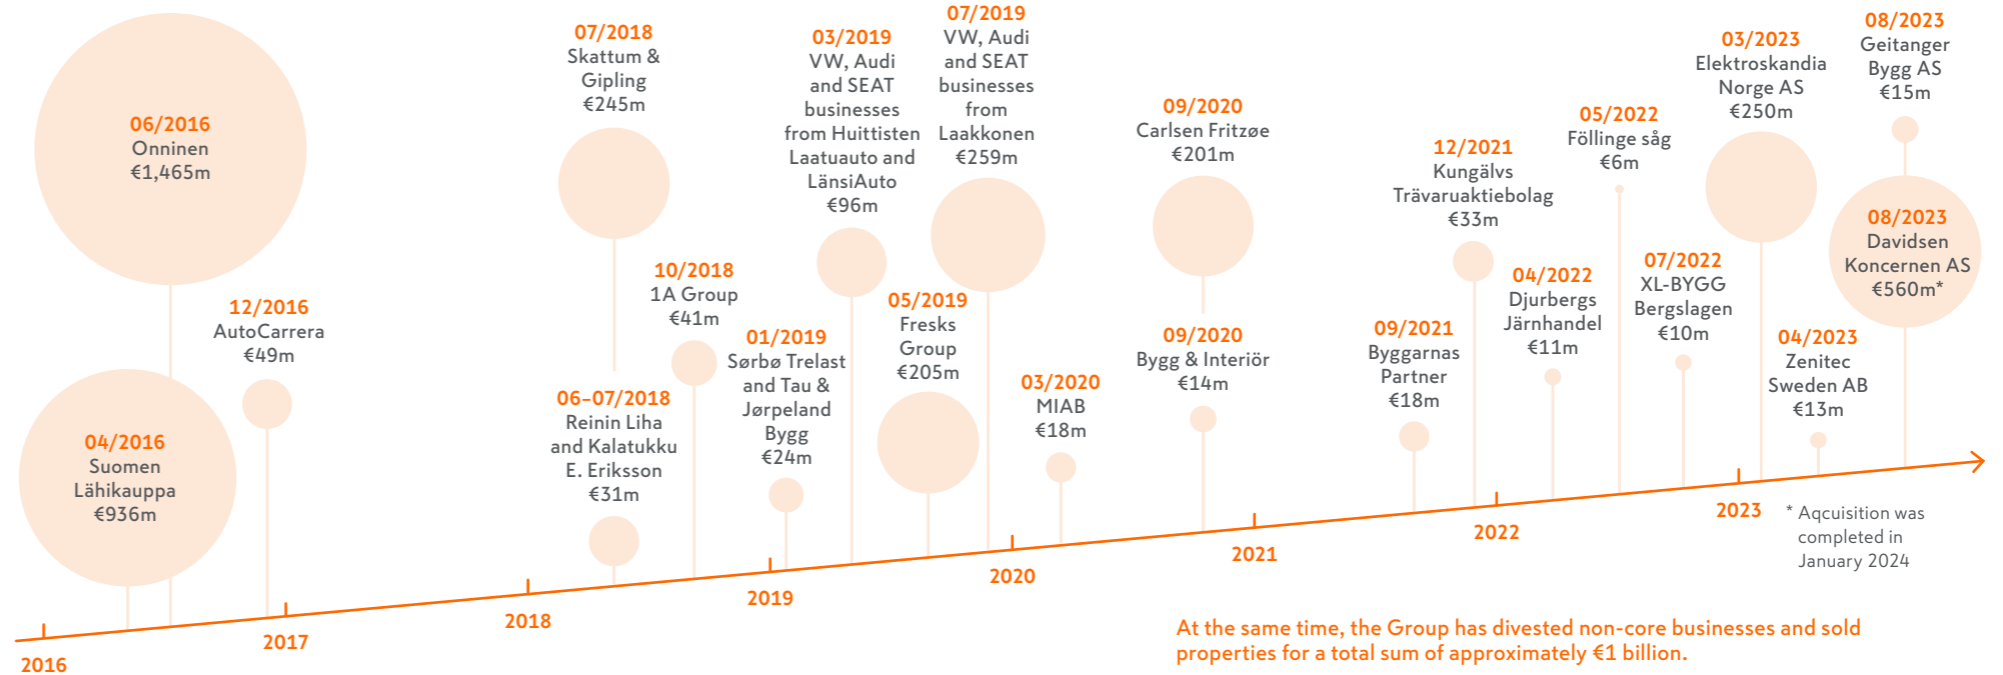 06/2016
Onninen
€1,465m
04/2016
Suomen
Lähikauppa
€936m
12/2016
AutoCarrera
€49m
07/2018
Skattum &
Gipling
€245m
06–07/2018
Reinin Liha
and Kalatukku
E. Eriksson
€31m
10/2018
1A Group
€41m
01/2019
Sørbø Trelast
and Tau &
Jørpeland
Bygg
€24m
03/2019
VW, Audi
and SEAT
businesses
from Huittisten
Laatuauto and
LänsiAuto
€96m
05/2019
Fresks
Group
€205m
07/2019
VW, Audi
and SEAT
businesses
from
Laakkonen
€259m
03/2020
MIAB
€18m
09/2020
Carlsen Fritzøe
€201m
09/2020
Bygg & Interiör
€14m
09/2021
Byggarnas
Partner
€18m
12/2021
Kungälvs
Trävaruaktiebolag
€33m
04/2022
Djurbergs
Järnhandel
€11m
05/2022
Föllinge såg
€6m
07/2022
XL-BYGG
Bergslagen
€10m
03/2023
Elektroskandia
Norge AS
€250m
04/2023
Zenitec
Sweden AB
€13m
08/2023
Geitanger
Bygg AS
€15m
08/2023
Davidsen
Koncernen AS
€560m*
2016
2017
2018
2019
2020
2021
2022
2023
* Aqcuisition was
completed in
January 2024
At the same time, the Group has divested non-core businesses and sold
properties for a total sum of approximately €1 billion.